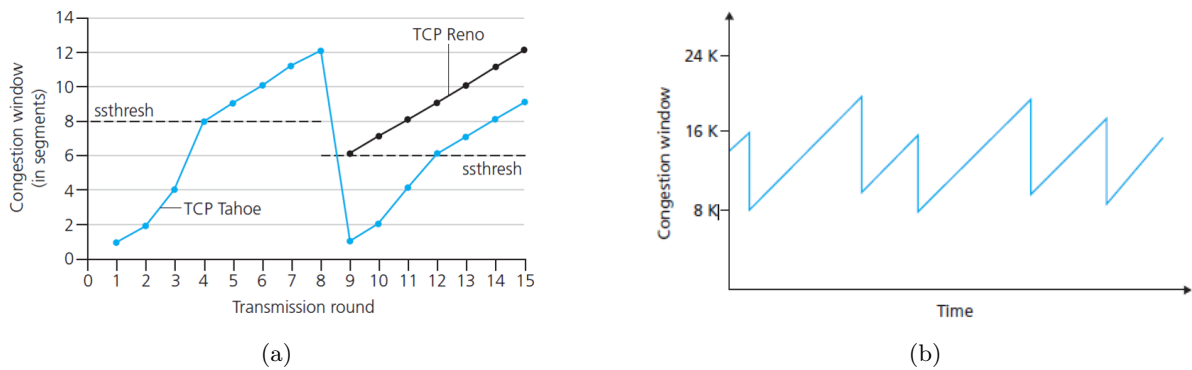 14
12
10
8
6
4
2
0
Congestion window
(in segments)
ssthresh
TCP Tahoe
TCP Reno
ssthresh
0 1 2 3 4 5 6 7 8 9 10 11 12 13 14 15
Transmission round
(a)
24 K
16 K
8 K
Congestion window
Time
(b)